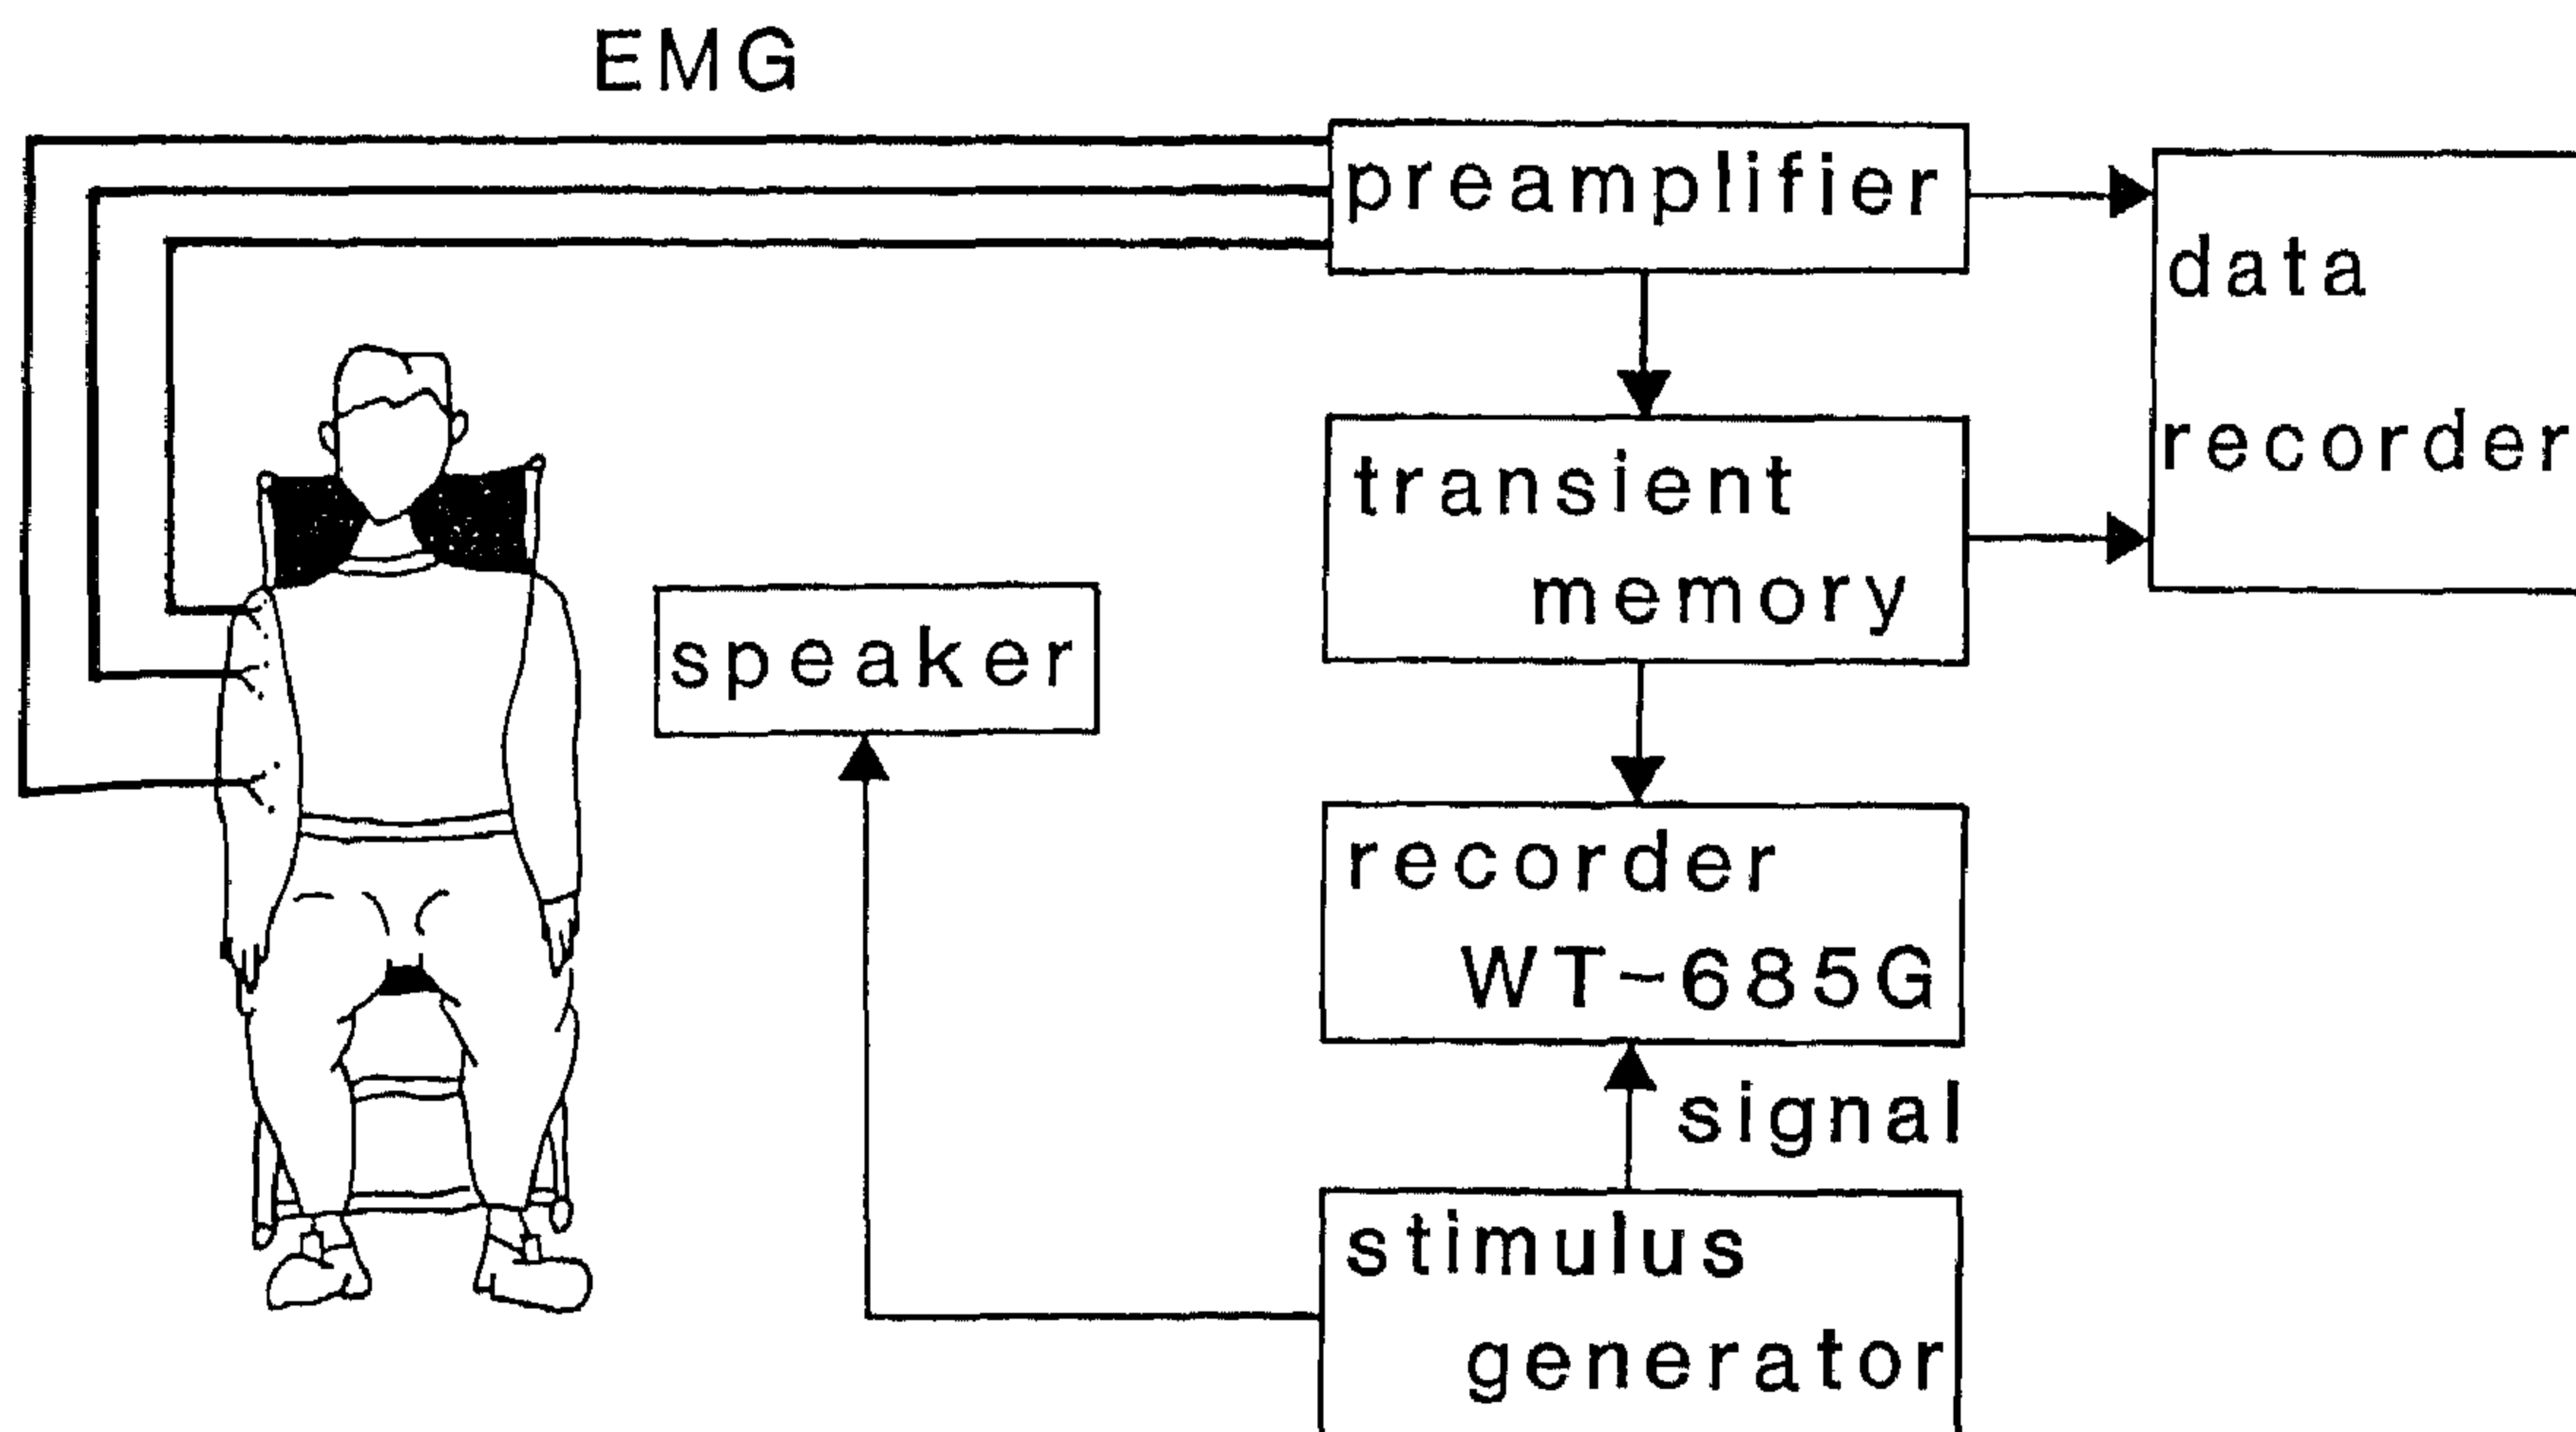 EMG
preamplifier
data
recorder
transient
memory
speaker
recorder
WT-685G
signal
stimulus
generator